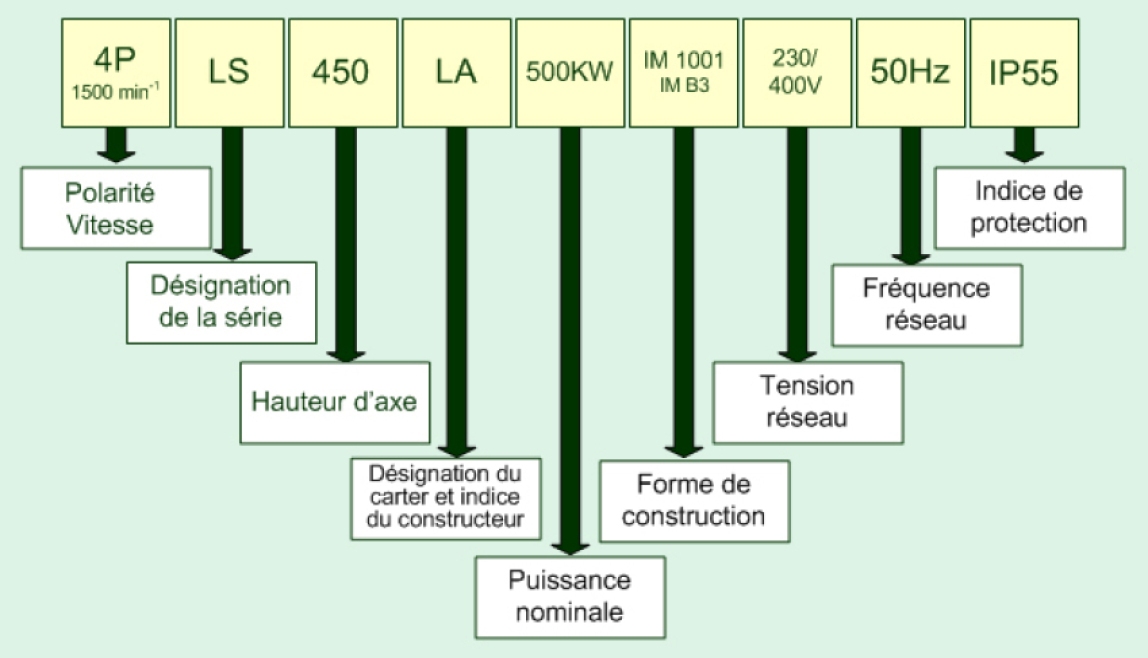 4P
1500 min⁻¹
LS
450
LA
500KW
IM 1001
IM B3
230/
400V
50Hz
IP55
Polarité
Vitesse
Indice de
protection
Désignation
de la série
Fréquence
réseau
Hauteur d'axe
Tension
réseau
Désignation du
carter et indice
du constructeur
Forme de
construction
Puissance
nominale